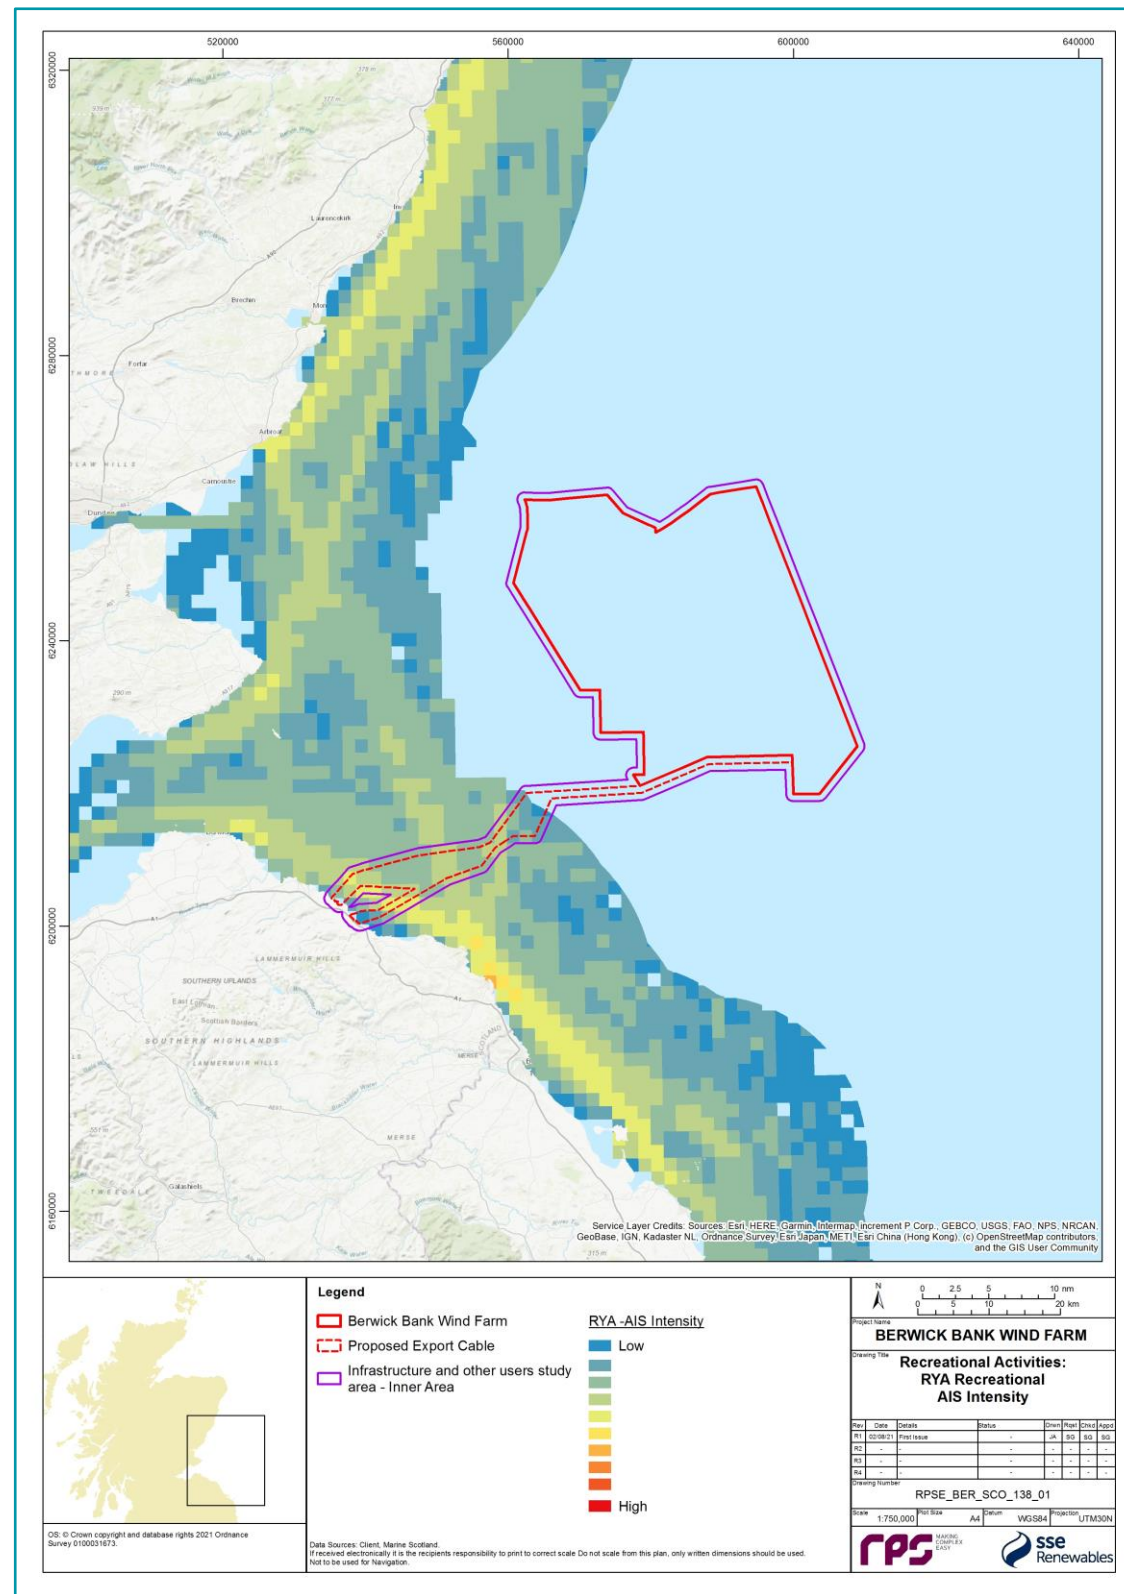 520000
560000
600000
640000
6320000
6280000
6240000
6200000
6160000
Laurencekirk
Brechin
Forfar
Carnoustie
LAMMERMUIR HILLS
SOUTHERN UPLANDS
East Lothian
Scottish Borders
SOUTHERN HIGHLANDS
LAMMERMUIR HILLS
SCOTLAND
MERSE
MERSE
Galashiels
A1
A1
290 m
315 m
Service Layer Credits: Sources: Esri, HERE, Garmin, Intermap, increment P Corp., GEBCO, USGS, FAO, NPS, NRCAN,
GeoBase, IGN, Kadaster NL, Ordnance Survey, Esri Japan, METI, Esri China (Hong Kong), (c) OpenStreetMap contributors,
and the GIS User Community
OS: © Crown copyright and database rights 2021 Ordnance
Survey 0100031673.
Legend
Berwick Bank Wind Farm
Proposed Export Cable
Infrastructure and other users study
area - Inner Area
RYA -AIS Intensity
Low
High
Data Sources: Client, Marine Scotland.
If received electronically it is the recipients responsibility to print to correct scale Do not scale from this plan, only written dimensions should be used.
Not to be used for Navigation.
N
0 2.5 5 10 nm
0 5 10 20 km
Project Name
BERWICK BANK WIND FARM
Drawing Title
Recreational Activities:
RYA Recreational
AIS Intensity
Rev Date Details Status Drwn Rqst Chkd Appd
R1 02/08/21 First Issue - JA SG SG SG
R2 - - - - - - -
R3 - - - - - - -
R4 - - - - - - -
Drawing Number
RPSE_BER_SCO_138_01
Scale 1:750,000 Plot Size A4 Datum WGS84 Projection UTM30N
rps MAKING
COMPLEX
EASY
sse
Renewables